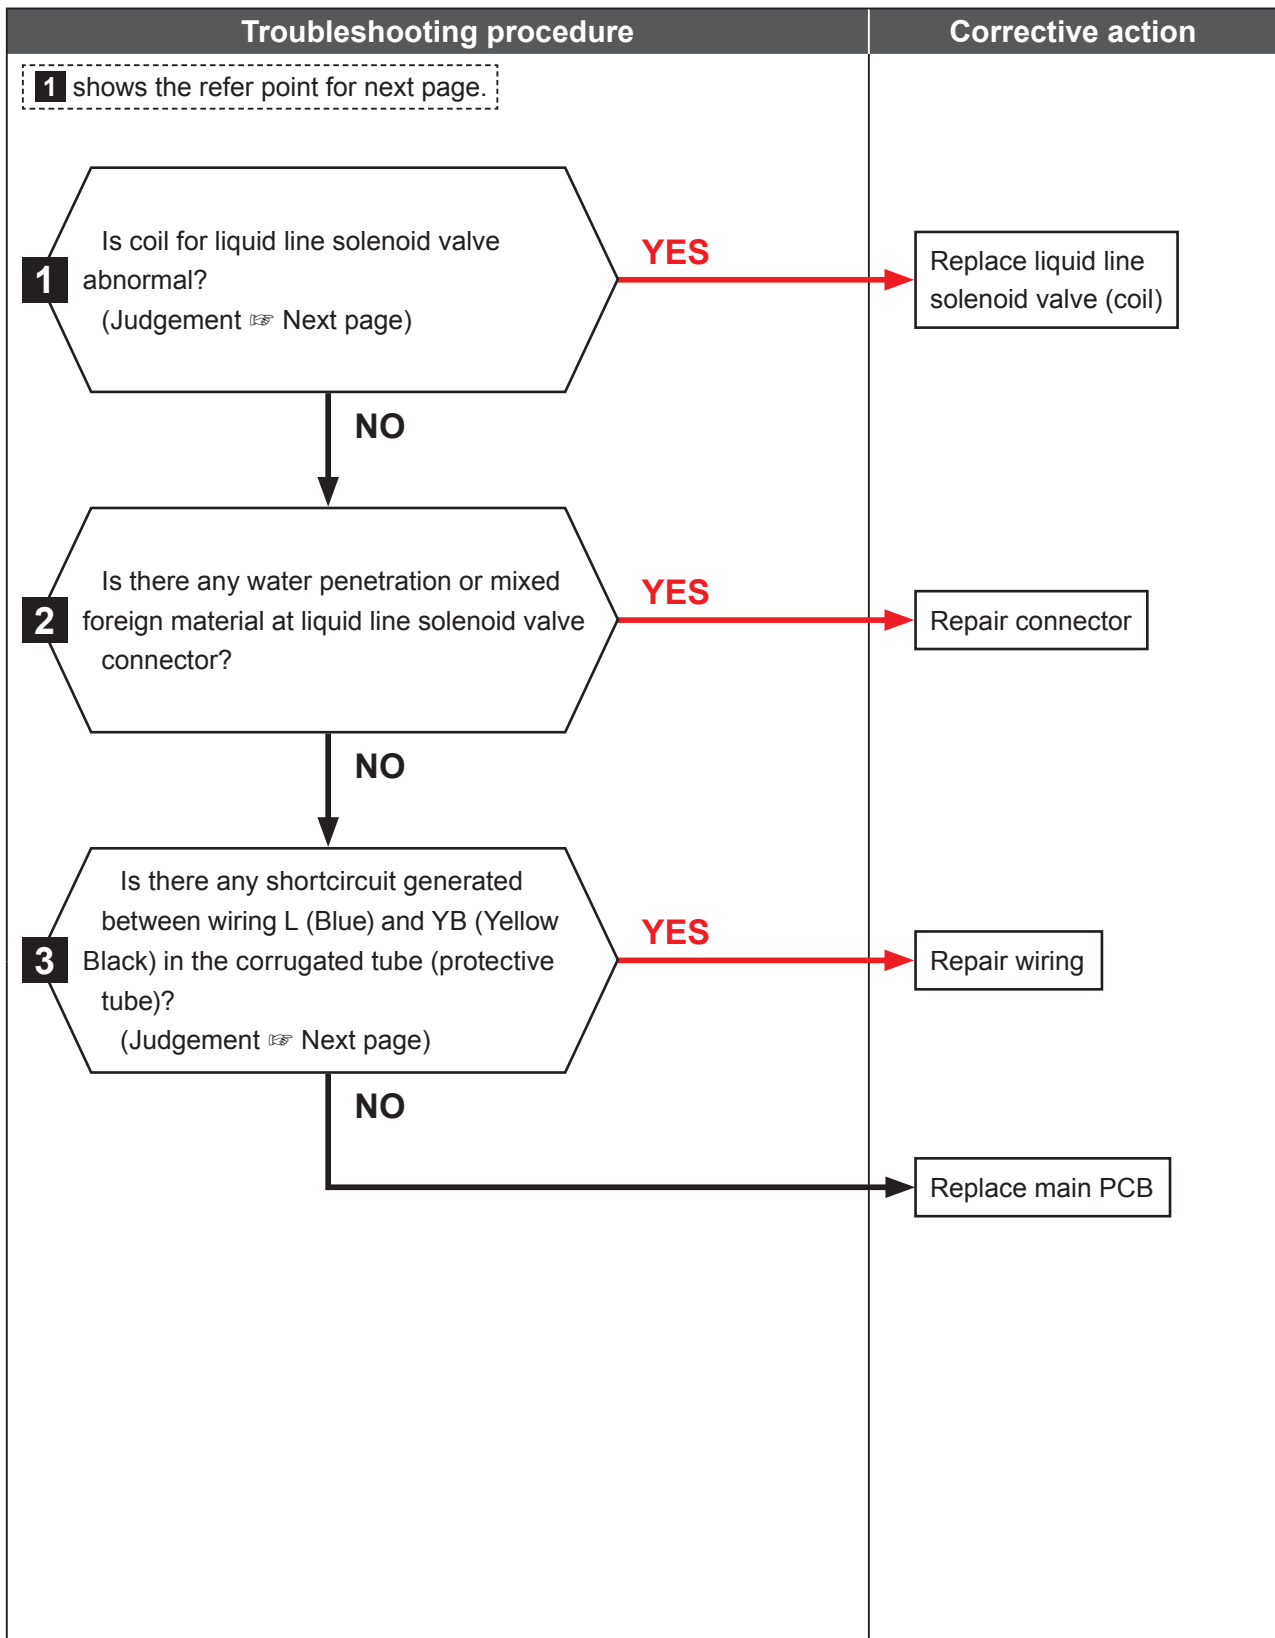 Troubleshooting procedure
Corrective action
1 shows the refer point for next page.
1
Is coil for liquid line solenoid valve
abnormal?
(Judgement ☞ Next page)
YES
Replace liquid line
solenoid valve (coil)
NO
2
Is there any water penetration or mixed
foreign material at liquid line solenoid valve
connector?
YES
Repair connector
NO
3
Is there any shortcircuit generated
between wiring L (Blue) and YB (Yellow
Black) in the corrugated tube (protective
tube)?
(Judgement ☞ Next page)
YES
Repair wiring
NO
Replace main PCB